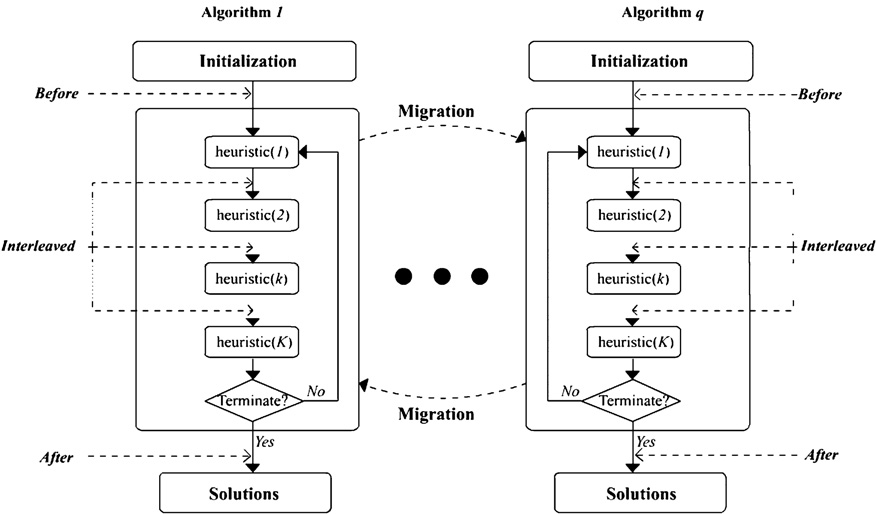 Algorithm 1
Algorithm q
Initialization
Initialization
Before
Before
Migration
heuristic(1)
heuristic(1)
heuristic(2)
heuristic(2)
Interleaved
Interleaved
heuristic(k)
heuristic(k)
heuristic(K)
heuristic(K)
No
No
Terminate?
Terminate?
Migration
Yes
Yes
After
After
Solutions
Solutions